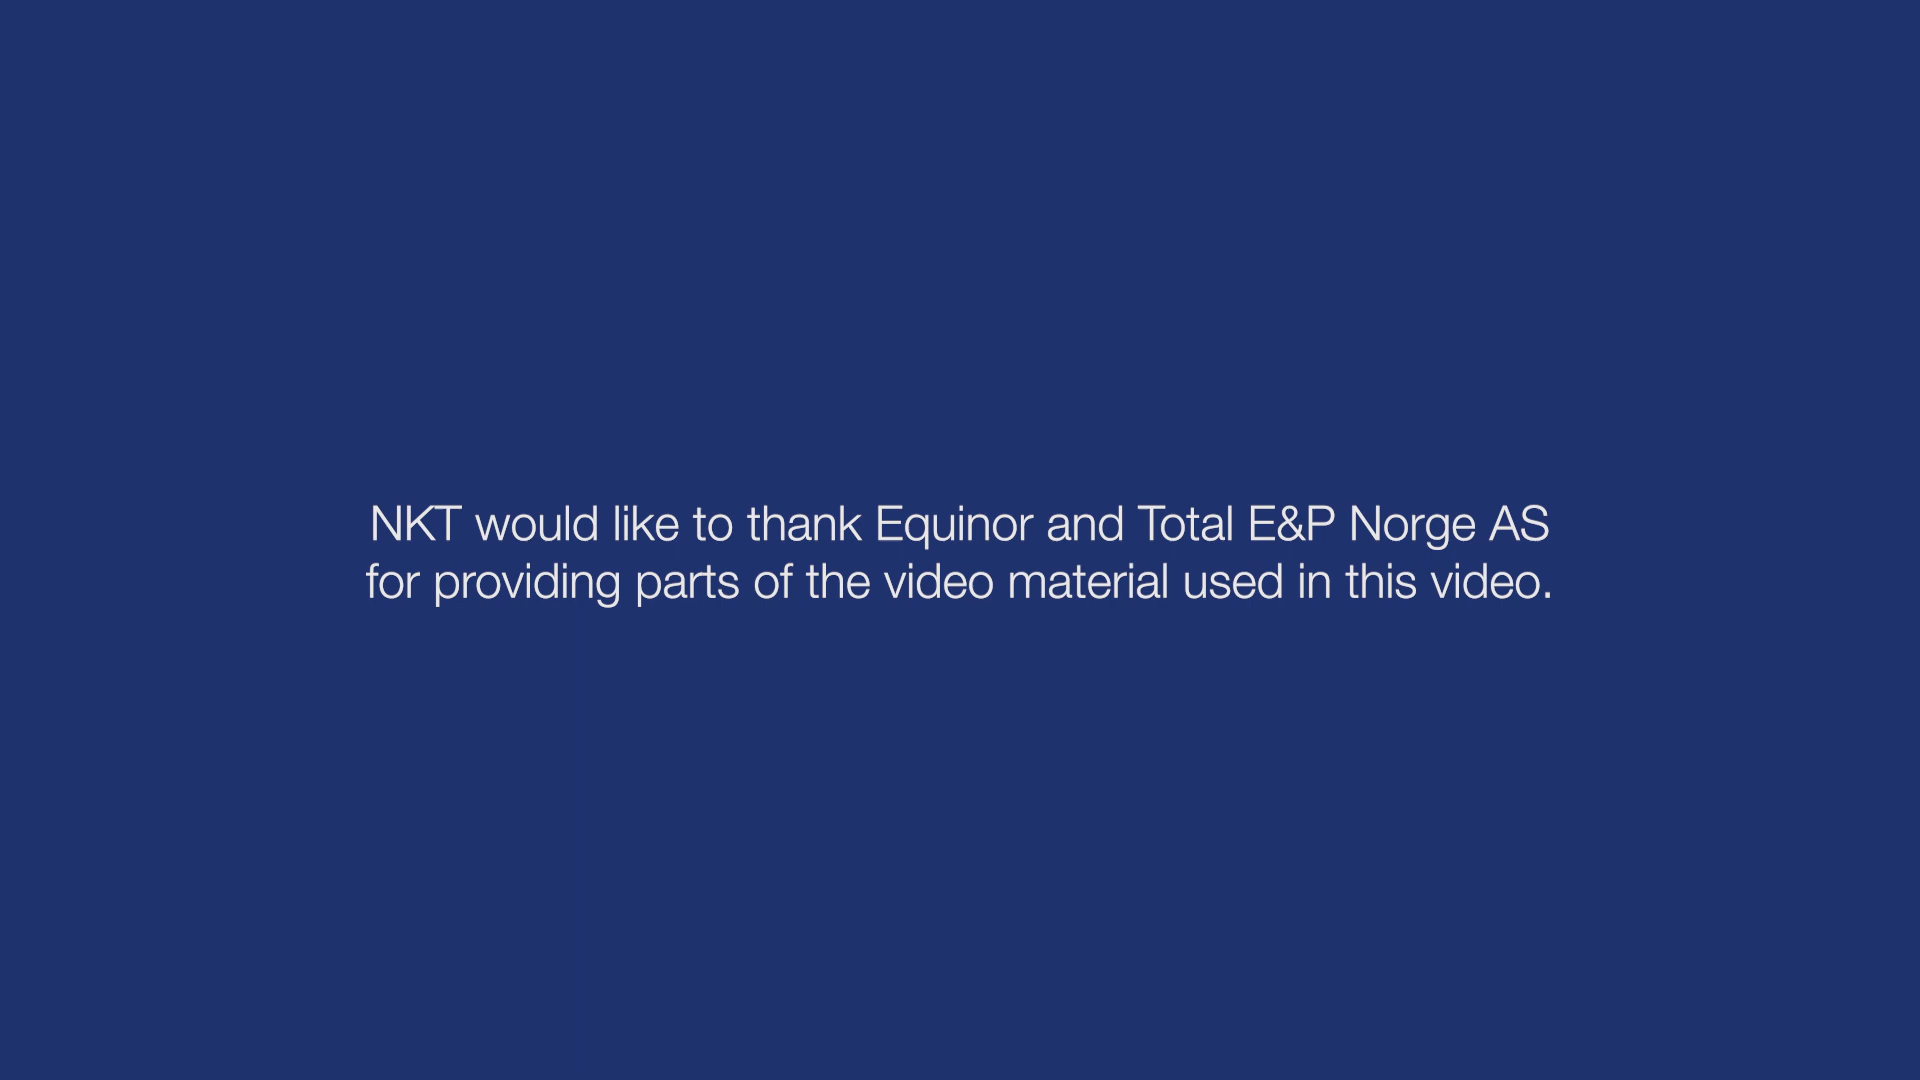 NKT would like to thank Equinor and Total E&P Norge AS
for providing parts of the video material used in this video.